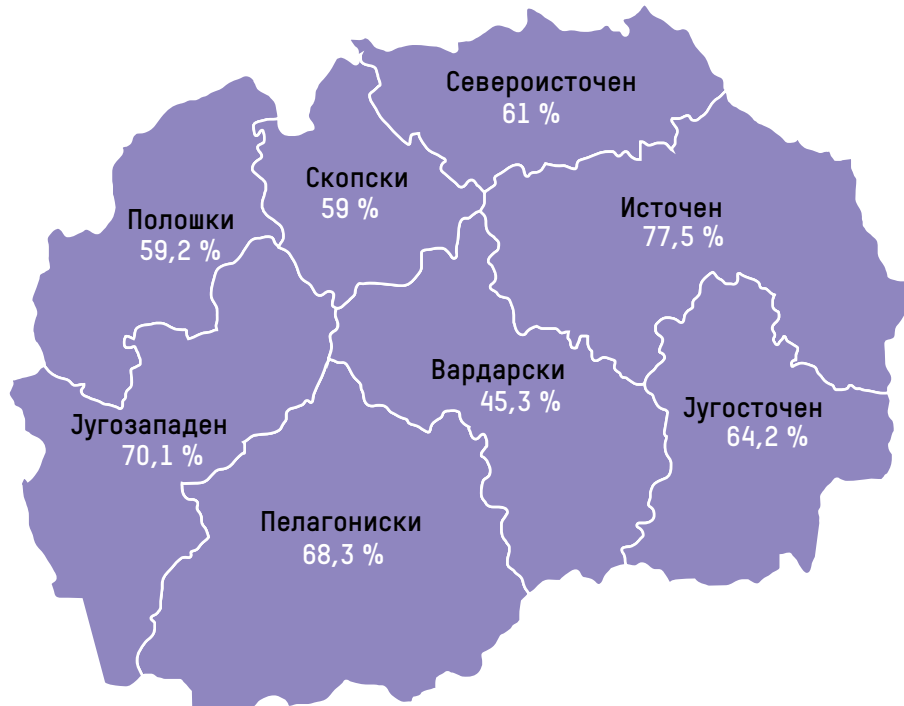 Североисточен
61 %
Скопски
59 %
Источен
77,5 %
Полошки
59,2 %
Вардарски
45,3 %
Југосточен
64,2 %
Југозападен
70,1 %
Пелагониски
68,3 %